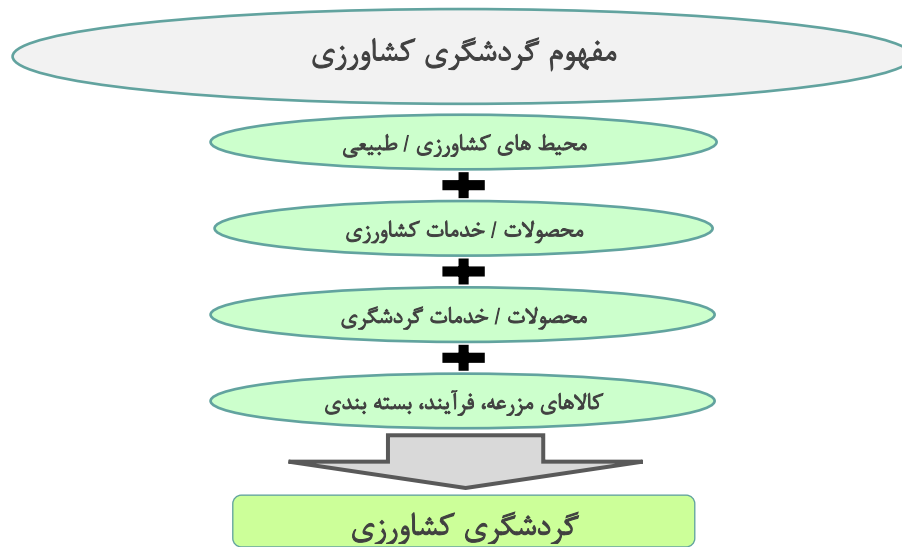 مفهوم گردشگری کشاورزی
محیط های کشاورزی / طبیعی
محصولات / خدمات کشاورزی
محصولات / خدمات گردشگری
کالاهای مزرعه، فرآیند، بسته بندی
گردشگری کشاورزی